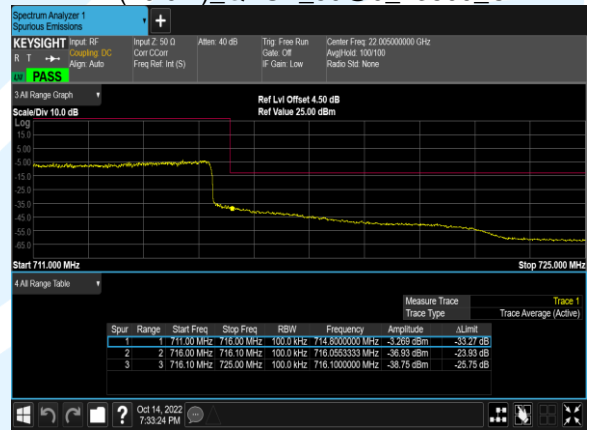 Spectrum Analyzer 1
Spurious Emissions
+
KEYSIGHT
R T
PASS
Input: RF
Coupling: DC
Align: Auto
Input Z: 50 Ω
Corr CCorr
Freq Ref: Int (S)
Atten: 40 dB
Trig: Free Run
Gate: Off
IF Gain: Low
Center Freq: 22.005000000 GHz
Avg|Hold: 100/100
Radio Std: None
3 All Range Graph
Ref Lvl Offset 4.50 dB
Scale/Div 10.0 dB
Ref Value 25.00 dBm
Log
15.0
5.00
-5.00
-15.0
-25.0
-35.0
-45.0
-55.0
-65.0
Start 711.000 MHz
Stop 725.000 MHz
4 All Range Table
Measure Trace Trace 1
Trace Type Trace Average (Active)
Spur Range Start Freq Stop Freq RBW Frequency Amplitude ΔLimit
1 1 711.00 MHz 716.00 MHz 100.0 kHz 714.8000000 MHz -3.269 dBm -33.27 dB
2 2 716.00 MHz 716.10 MHz 100.0 kHz 716.0553333 MHz -36.93 dBm -23.93 dB
3 3 716.10 MHz 725.00 MHz 100.0 kHz 716.1000000 MHz -38.75 dBm -25.75 dB
?
Oct 14, 2022
7:33:24 PM